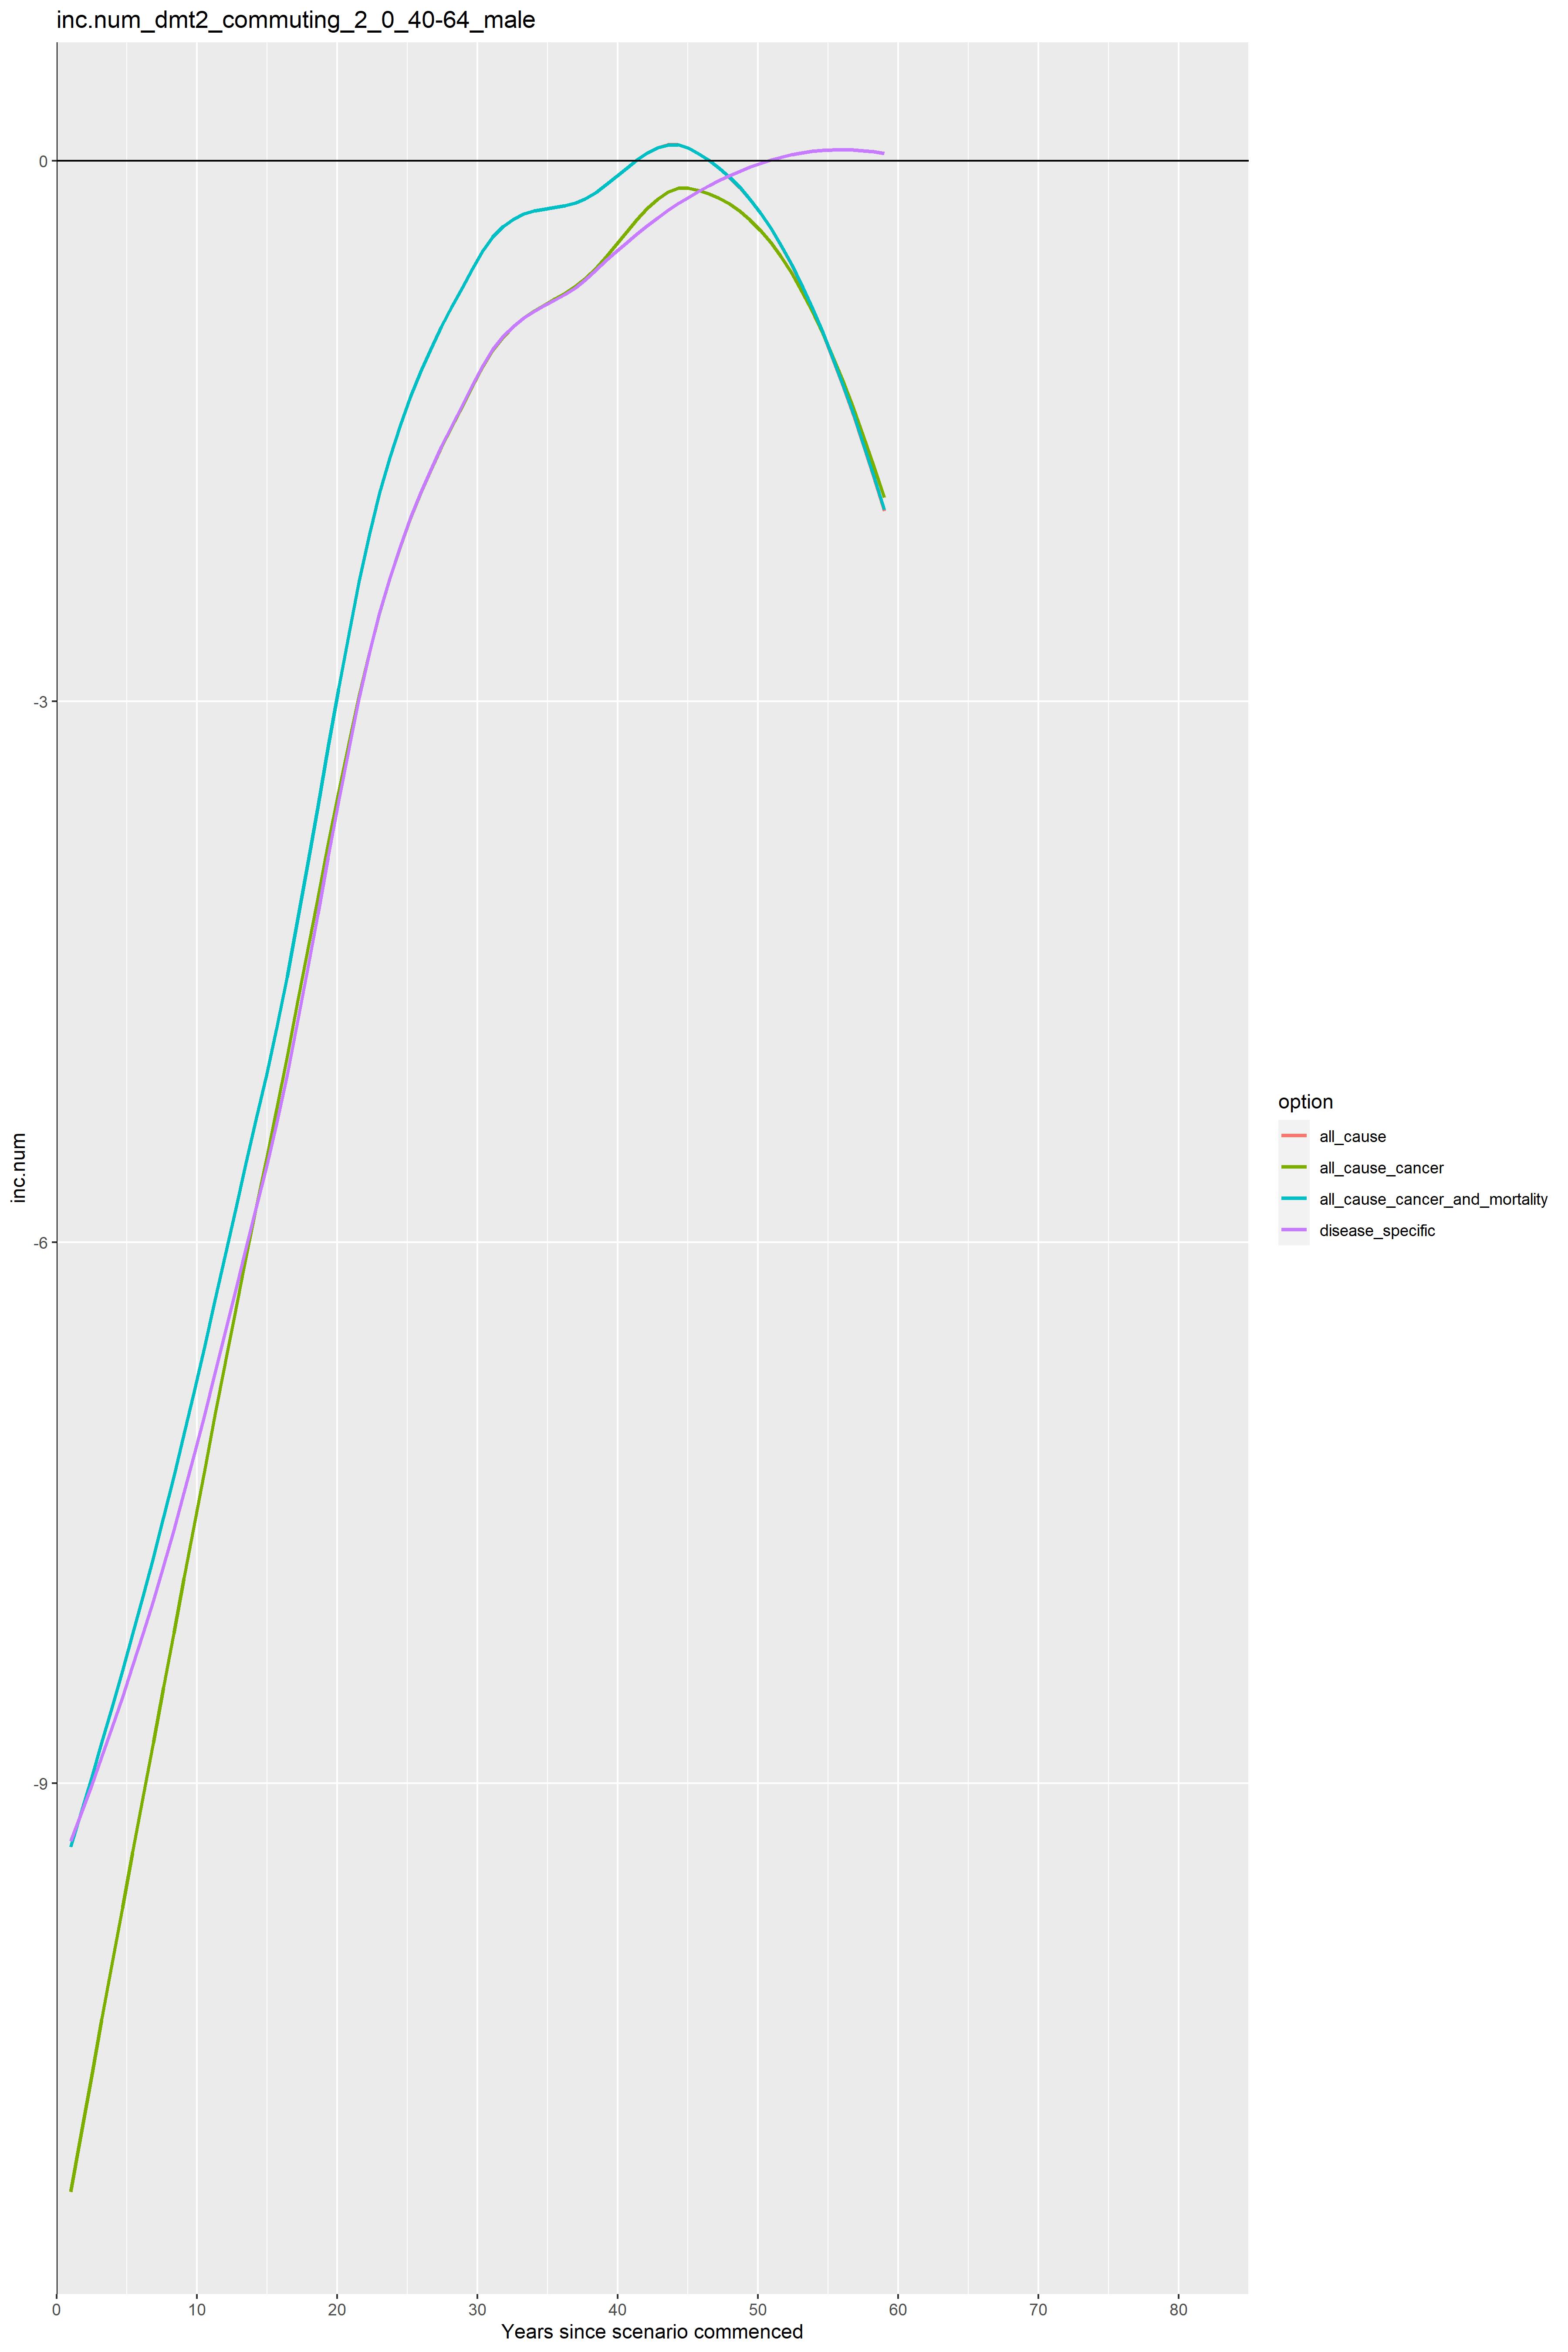 inc.num_dmt2_commuting_2_0_40-64_male
0
-3
-6
-9
inc.num
0 10 20 30 40 50 60 70 80
Years since scenario commenced
option
all_cause
all_cause_cancer
all_cause_cancer_and_mortality
disease_specific